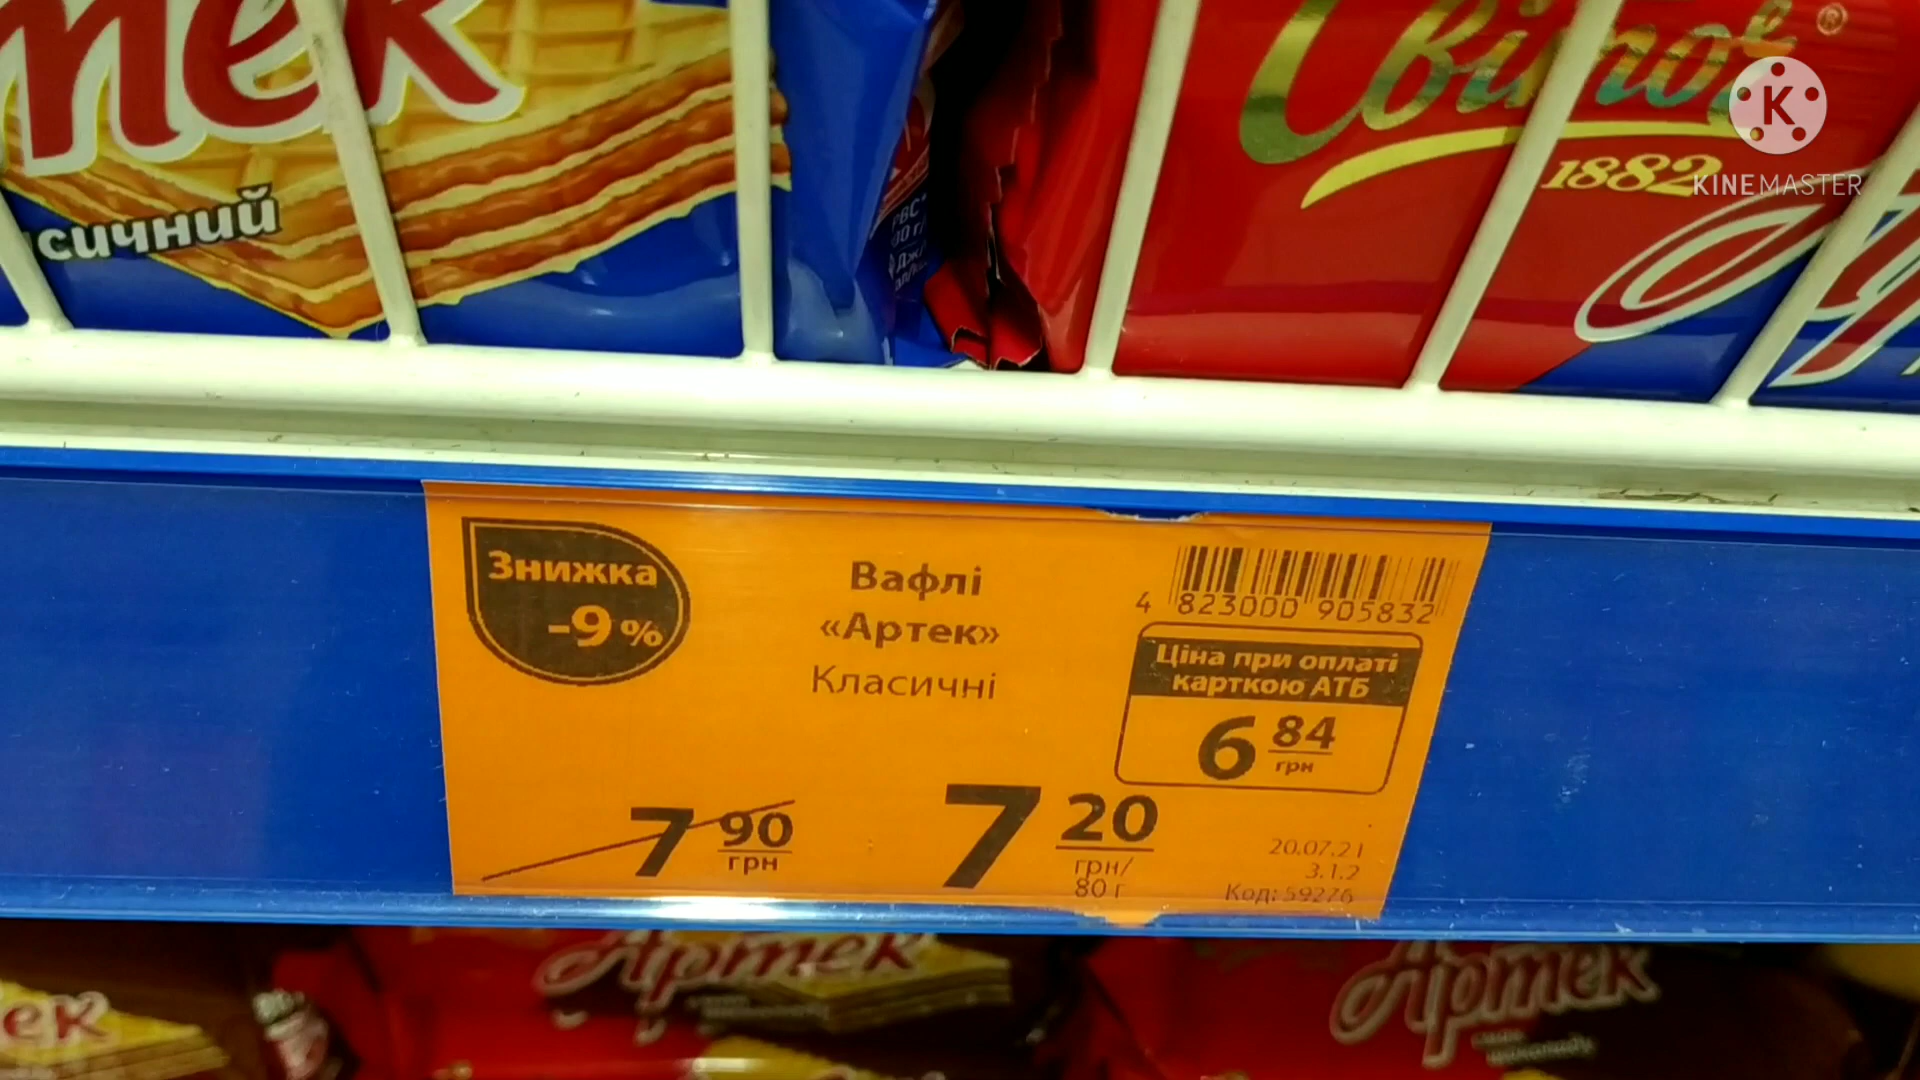 тек
сичний
Світоч®
1882
KINEMASTER
Знижка
-9%
Вафлі
«Артек»
Класичні
4 823000 905832
Ціна при оплаті
карткою АТБ
6 84
грн
7 90
грн
7 20
грн/
80 г
20.07.21
3.1.2
Код: 59276
Артек
Артек
ек
шоколаду